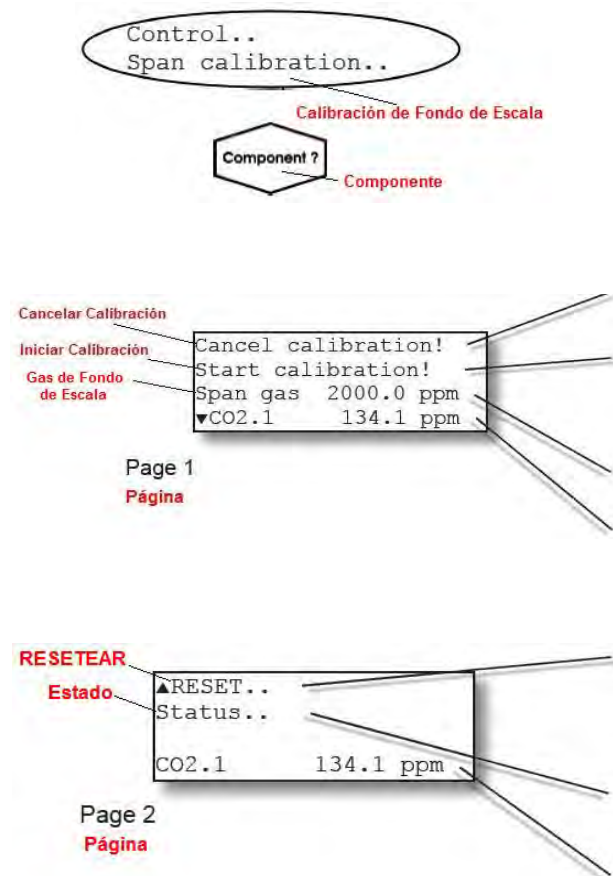 Control..
Span calibration..
Calibración de Fondo de Escala
Component ?
Componente
Cancelar Calibración
Cancel calibration!
Iniciar Calibración
Start calibration!
Gas de Fondo
de Escala
Span gas 2000.0 ppm
▼CO2.1 134.1 ppm
Page 1
Página
RESETEAR
▲RESET..
Estado
Status..
CO2.1 134.1 ppm
Page 2
Página